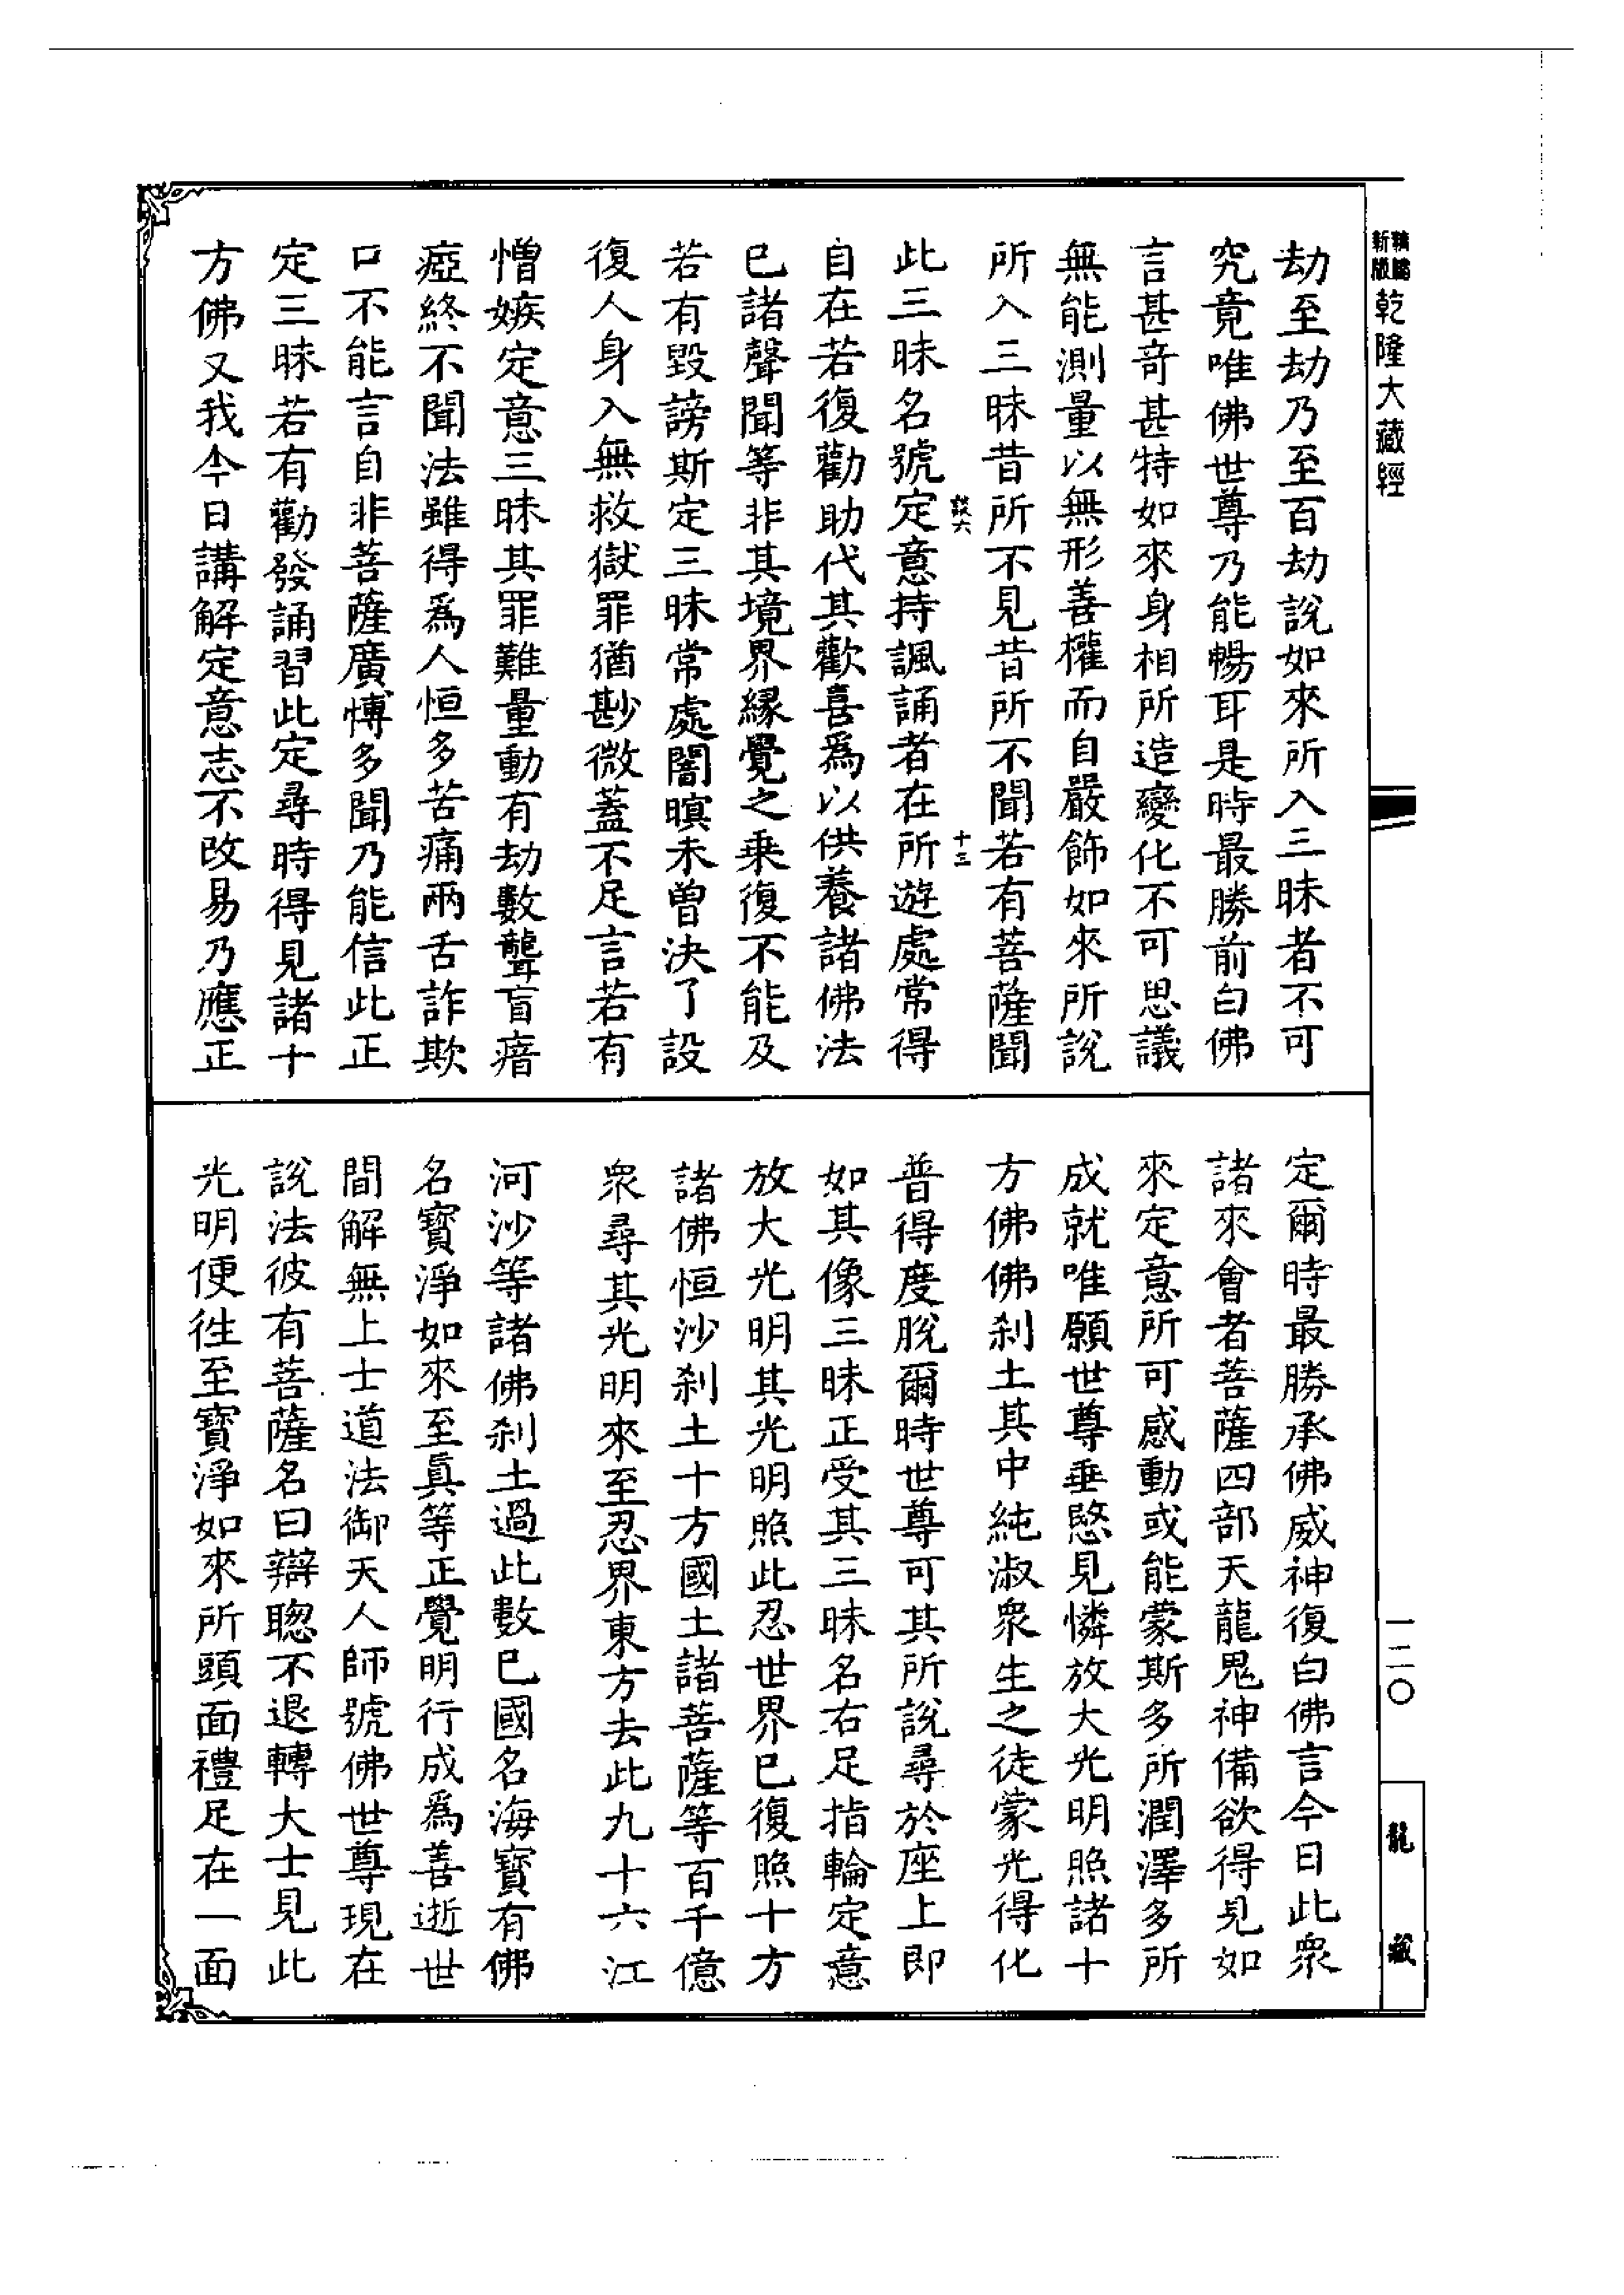 乾隆大藏經
劫至劫乃至百劫說如來所入三昧者不可
究竟唯佛世尊乃能暢耳是時最勝前白佛
言甚奇甚特如來身相所造變化不可思議
無能測量以無形善權而自嚴飾如來所說
所入三昧昔所不見昔所不聞若有菩薩聞
十三
此三昧名號定意持諷誦者在所遊處常得
自在若復勸助代其歡喜爲以供養諸佛法
已諸聲聞等非其境界緣覺之乘復不能及
若有毀謗斯定三昧常處闇暝未曾決了設
復人身入無救獄罪猶尠微蓋不足言若有
憎嫉定意三昧其罪難量動有劫數聾盲瘖
瘂終不聞法雖得爲人恒多苦痛兩舌詐欺
口不能言自非菩薩廣愽多聞乃能信此正
定三昧若有勸發誦習此定尋時得見諸十
方佛又我今日講解定意志不改易乃應正
定爾時最勝承佛威神復白佛言今日此眾
諸來會者菩薩四部天龍鬼神備欲得見如
來定意所可感動或能蒙斯多所潤澤多所
成就唯願世尊垂愍見憐放大光明照諸十
方佛佛刹土其中純淑眾生之徒蒙光得化
普得度脫爾時世尊可其所說尋於座上即
如其像三昧正受其三昧名右足指輪定意
放大光明其光明照此忍世界已復照十方
諸佛恒沙刹土十方國土諸菩薩等百千億
眾尋其光明來至忍界東方去此九十六江
河沙等諸佛刹土過此數已國名海寶有佛
名寶淨如來至眞等正覺明行成爲善逝世
間解無上士道法御天人師號佛世尊現在
說法彼有菩薩名曰辯聰不退轉大士見此
光明便徃至寶淨如來所頭面禮足在一面
一二〇
龍藏